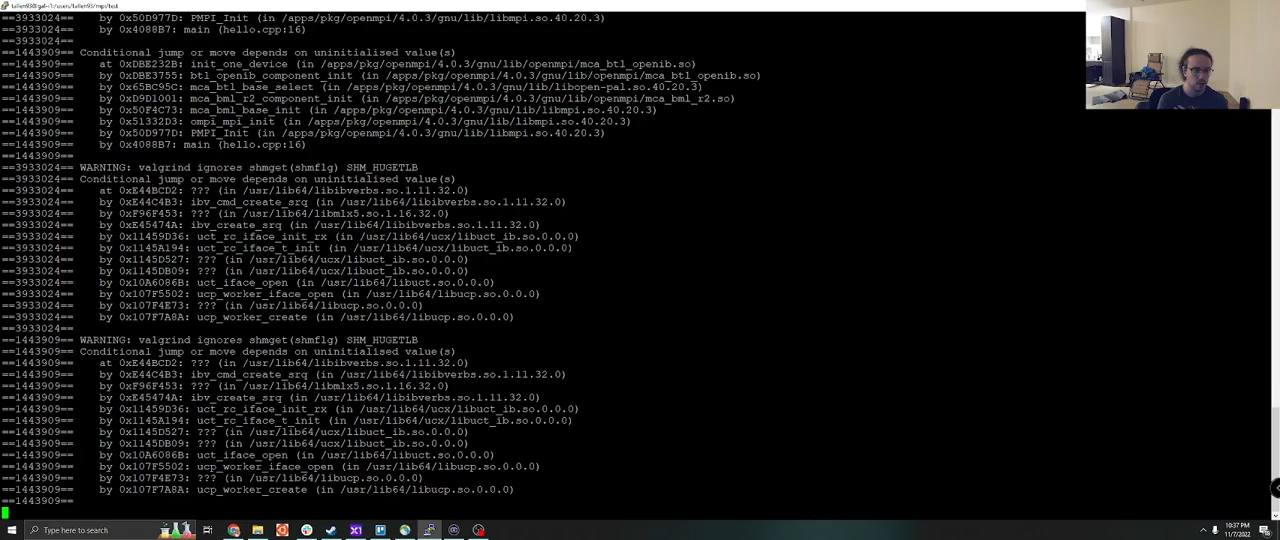 tallen93@lgal~:!:/users/tallen93/mpi/test
==3933024==    by 0x50D977D: PMPI_Init (in /apps/pkg/openmpi/4.0.3/gnu/lib/libmpi.so.40.20.3)
==3933024==    by 0x4088B7: main (hello.cpp:16)
==3933024==
==1443909== Conditional jump or move depends on uninitialised value(s)
==1443909==    at 0xDBE232B: init_one_device (in /apps/pkg/openmpi/4.0.3/gnu/lib/openmpi/mca_btl_openib.so)
==1443909==    by 0xDBE3755: btl_openib_component_init (in /apps/pkg/openmpi/4.0.3/gnu/lib/openmpi/mca_btl_openib.so)
==1443909==    by 0x65BC95C: mca_btl_base_select (in /apps/pkg/openmpi/4.0.3/gnu/lib/libopen-pal.so.40.20.3)
==1443909==    by 0xD9D1001: mca_bml_r2_component_init (in /apps/pkg/openmpi/4.0.3/gnu/lib/openmpi/mca_bml_r2.so)
==1443909==    by 0x50F4C73: mca_bml_base_init (in /apps/pkg/openmpi/4.0.3/gnu/lib/libmpi.so.40.20.3)
==1443909==    by 0x51332D3: ompi_mpi_init (in /apps/pkg/openmpi/4.0.3/gnu/lib/libmpi.so.40.20.3)
==1443909==    by 0x50D977D: PMPI_Init (in /apps/pkg/openmpi/4.0.3/gnu/lib/libmpi.so.40.20.3)
==1443909==    by 0x4088B7: main (hello.cpp:16)
==1443909==
==3933024== WARNING: valgrind ignores shmget(shmflg) SHM_HUGETLB
==3933024== Conditional jump or move depends on uninitialised value(s)
==3933024==    at 0xE44BCD2: ??? (in /usr/lib64/libibverbs.so.1.11.32.0)
==3933024==    by 0xE44C4B3: ibv_cmd_create_srq (in /usr/lib64/libibverbs.so.1.11.32.0)
==3933024==    by 0xF96F453: ??? (in /usr/lib64/libmlx5.so.1.16.32.0)
==3933024==    by 0xE45474A: ibv_create_srq (in /usr/lib64/libibverbs.so.1.11.32.0)
==3933024==    by 0x11459D36: uct_rc_iface_init_rx (in /usr/lib64/ucx/libuct_ib.so.0.0.0)
==3933024==    by 0x1145A194: uct_rc_iface_t_init (in /usr/lib64/ucx/libuct_ib.so.0.0.0)
==3933024==    by 0x1145D527: ??? (in /usr/lib64/ucx/libuct_ib.so.0.0.0)
==3933024==    by 0x1145DB09: ??? (in /usr/lib64/ucx/libuct_ib.so.0.0.0)
==3933024==    by 0x10A6086B: uct_iface_open (in /usr/lib64/libuct.so.0.0.0)
==3933024==    by 0x107F5502: ucp_worker_iface_open (in /usr/lib64/libucp.so.0.0.0)
==3933024==    by 0x107F4E73: ??? (in /usr/lib64/libucp.so.0.0.0)
==3933024==    by 0x107F7A8A: ucp_worker_create (in /usr/lib64/libucp.so.0.0.0)
==3933024==
==1443909== WARNING: valgrind ignores shmget(shmflg) SHM_HUGETLB
==1443909== Conditional jump or move depends on uninitialised value(s)
==1443909==    at 0xE44BCD2: ??? (in /usr/lib64/libibverbs.so.1.11.32.0)
==1443909==    by 0xE44C4B3: ibv_cmd_create_srq (in /usr/lib64/libibverbs.so.1.11.32.0)
==1443909==    by 0xF96F453: ??? (in /usr/lib64/libmlx5.so.1.16.32.0)
==1443909==    by 0xE45474A: ibv_create_srq (in /usr/lib64/libibverbs.so.1.11.32.0)
==1443909==    by 0x11459D36: uct_rc_iface_init_rx (in /usr/lib64/ucx/libuct_ib.so.0.0.0)
==1443909==    by 0x1145A194: uct_rc_iface_t_init (in /usr/lib64/ucx/libuct_ib.so.0.0.0)
==1443909==    by 0x1145D527: ??? (in /usr/lib64/ucx/libuct_ib.so.0.0.0)
==1443909==    by 0x1145DB09: ??? (in /usr/lib64/ucx/libuct_ib.so.0.0.0)
==1443909==    by 0x10A6086B: uct_iface_open (in /usr/lib64/libuct.so.0.0.0)
==1443909==    by 0x107F5502: ucp_worker_iface_open (in /usr/lib64/libucp.so.0.0.0)
==1443909==    by 0x107F4E73: ??? (in /usr/lib64/libucp.so.0.0.0)
==1443909==    by 0x107F7A8A: ucp_worker_create (in /usr/lib64/libucp.so.0.0.0)
==1443909==
Type here to search
10:37 PM
11/7/2022